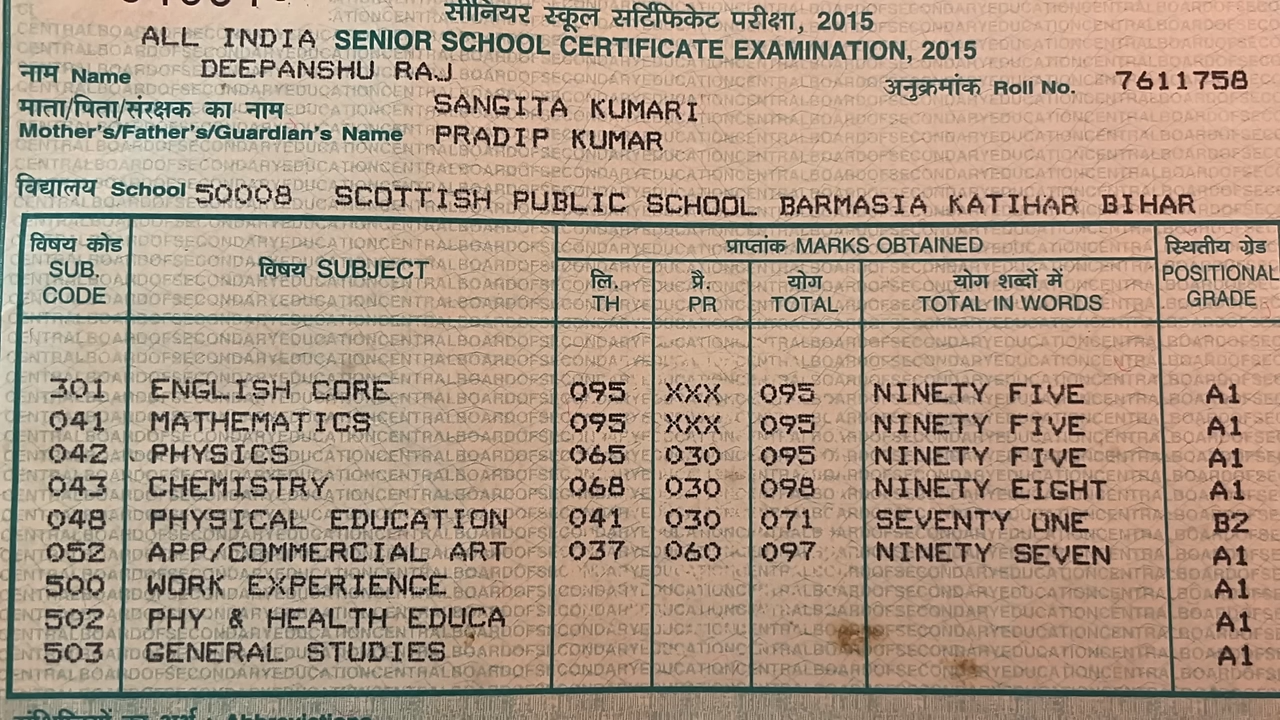 सीनियर स्कूल सर्टिफिकेट परीक्षा, 2015
ALL INDIA SENIOR SCHOOL CERTIFICATE EXAMINATION, 2015
नाम Name DEEPANSHU RAJ अनुक्रमांक Roll No. 7611758
माता/पिता/संरक्षक का नाम SANGITA KUMARI
Mother's/Father's/Guardian's Name PRADIP KUMAR
विद्यालय School 50008 SCOTTISH PUBLIC SCHOOL BARMASIA KATIHAR BIHAR
विषय कोड SUB. CODE विषय SUBJECT प्राप्तांक MARKS OBTAINED स्थितीय ग्रेड POSITIONAL GRADE
लि. TH प्रै. PR योग TOTAL योग शब्दों में TOTAL IN WORDS
301 ENGLISH CORE 095 XXX 095 NINETY FIVE A1
041 MATHEMATICS 095 XXX 095 NINETY FIVE A1
042 PHYSICS 065 030 095 NINETY FIVE A1
043 CHEMISTRY 068 030 098 NINETY EIGHT A1
048 PHYSICAL EDUCATION 041 030 071 SEVENTY ONE B2
052 APP/COMMERCIAL ART 037 060 097 NINETY SEVEN A1
500 WORK EXPERIENCE A1
502 PHY & HEALTH EDUCA A1
503 GENERAL STUDIES A1